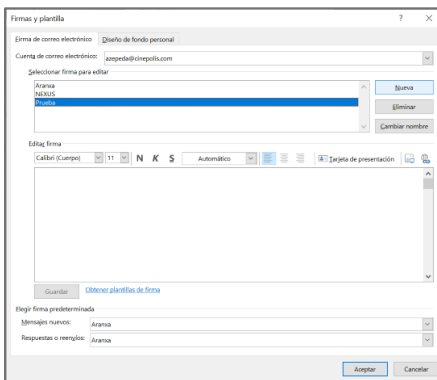 Firmas y plantilla ? ×
Firma de correo electrónico Diseño de fondo personal
Cuenta de correo electrónico: azepeda@cinepolis.com
Seleccionar firma para editar
Aranxa
NEXUS
Prueba
Nueva
Eliminar
Cambiar nombre
Editar firma
Calibri (Cuerpo) 11 N K S Automático Tarjeta de presentación
Guardar Obtener plantillas de firma
Elegir firma predeterminada
Mensajes nuevos: Aranxa
Respuestas o reenvíos: Aranxa
Aceptar Cancelar